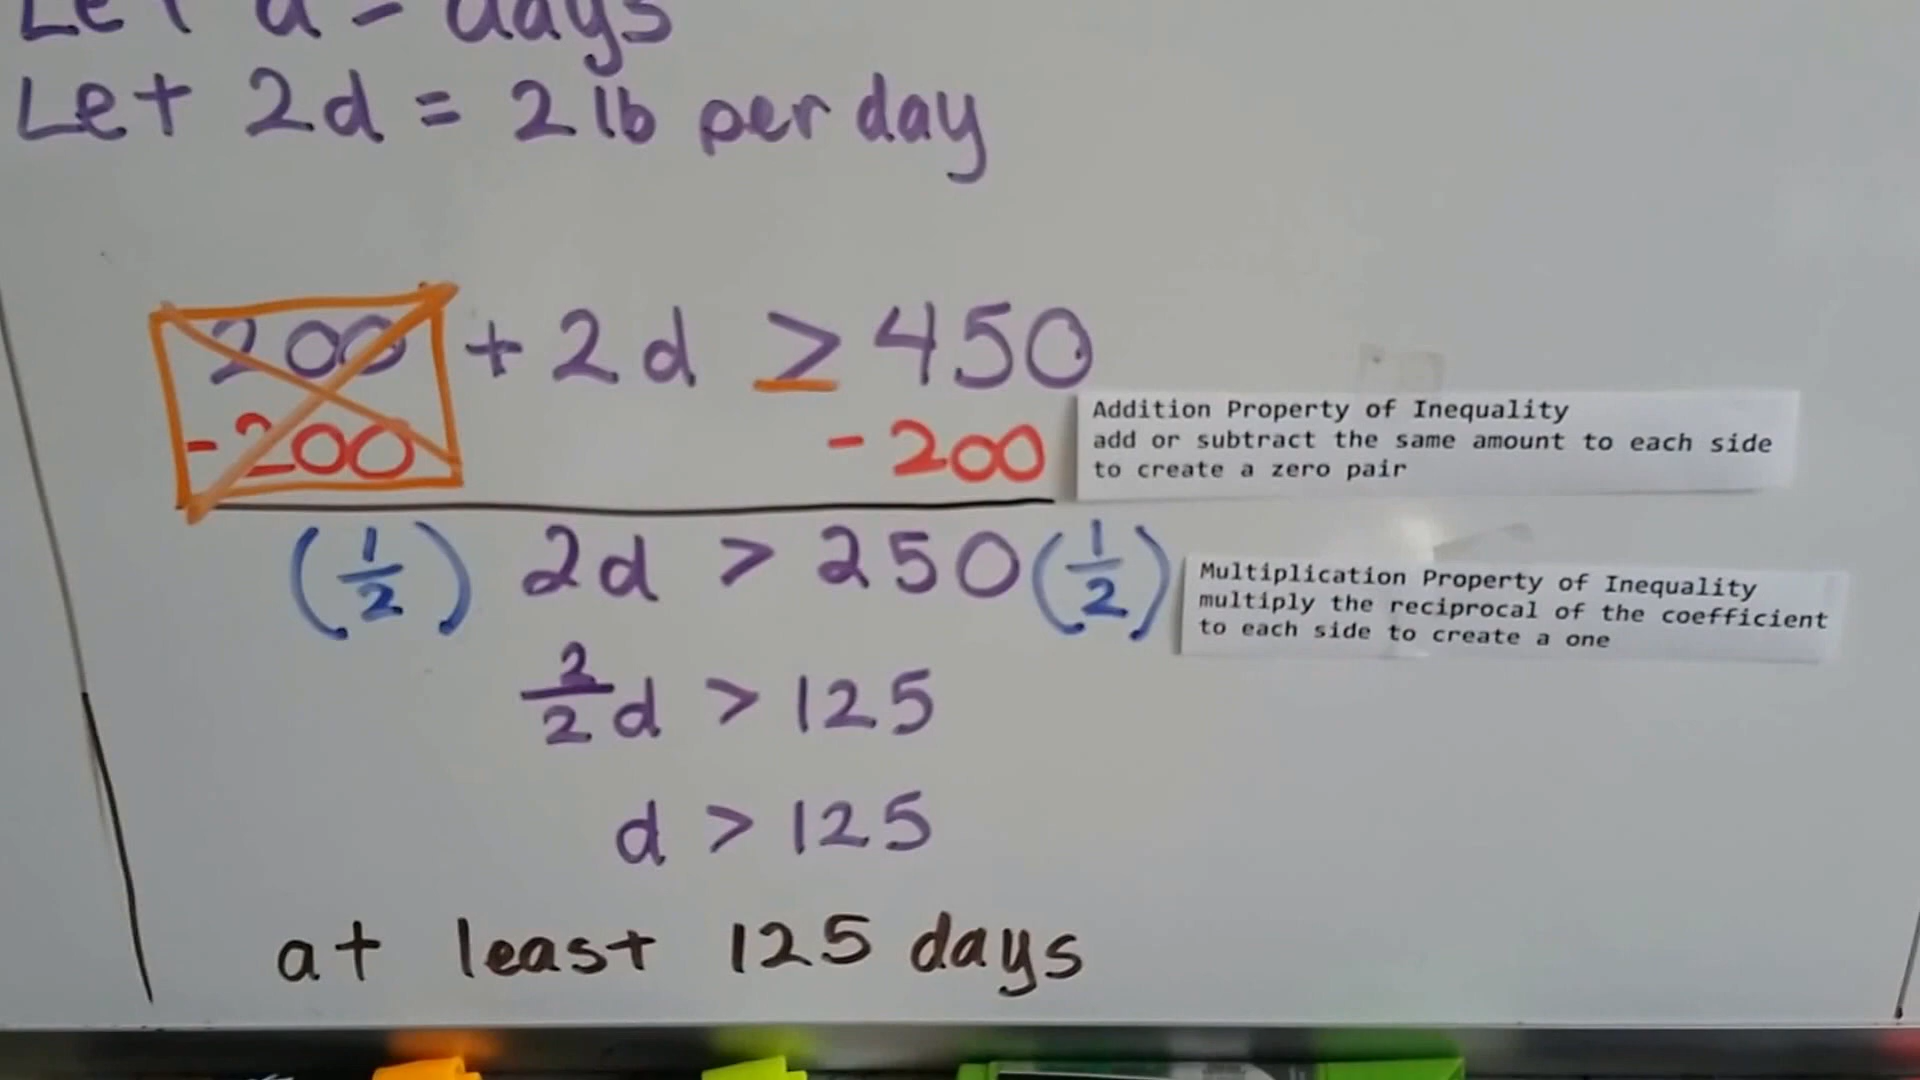 Let d = days
Let 2d = 2 lb per day
200 + 2d ≥ 450
-200 -200
Addition Property of Inequality
add or subtract the same amount to each side
to create a zero pair
(1/2) 2d > 250 (1/2)
Multiplication Property of Inequality
multiply the reciprocal of the coefficient
to each side to create a one
2/2 d > 125
d > 125
at least 125 days